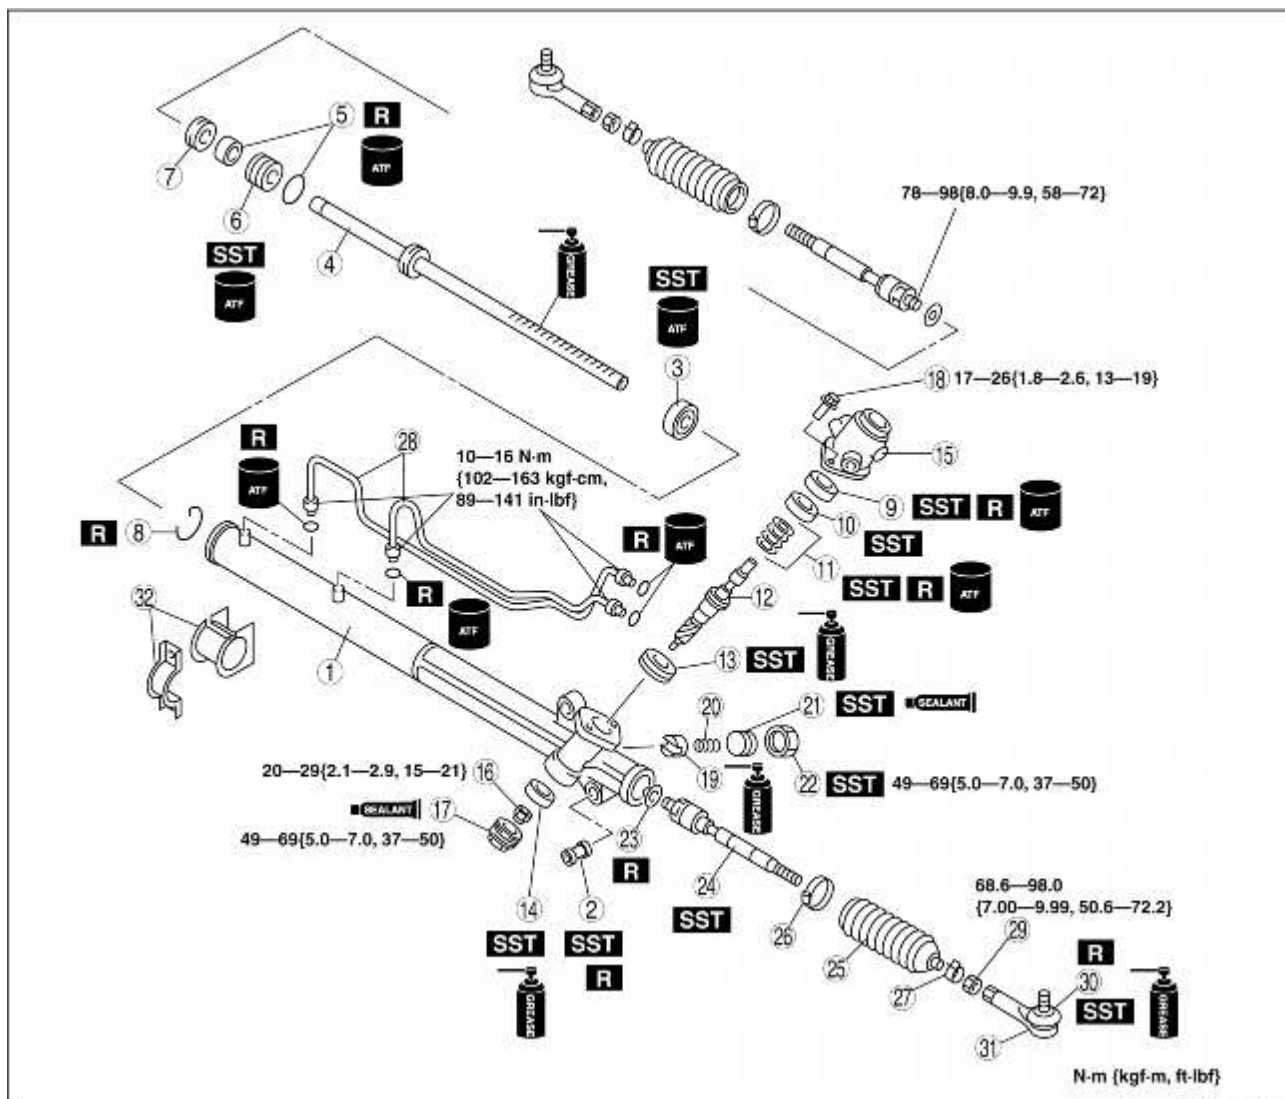 5 R
ATF
7
6
SST
ATF
4
GREASE
78—98{8.0—9.9, 58—72}
SST
ATF
3
18 17—26{1.8—2.6, 13—19}
15
R
ATF
28
10—16 N·m
{102—163 kgf-cm,
89—141 in-lbf}
9 SST R ATF
10
SST
R 8
R ATF
11
SST R ATF
12
R
ATF
32
1
13 SST GREASE
20
21 SST SEALANT
19
22 SST 49—69{5.0—7.0, 37—50}
GREASE
20—29{2.1—2.9, 15—21} 16
SEALANT 17
49—69{5.0—7.0, 37—50}
23
R
24
SST
14
SST
GREASE
2
SST
R
26
68.6—98.0
{7.00—9.99, 50.6—72.2}
29
25
27
R
30
SST
GREASE
31
N·m {kgf-m, ft-lbf}